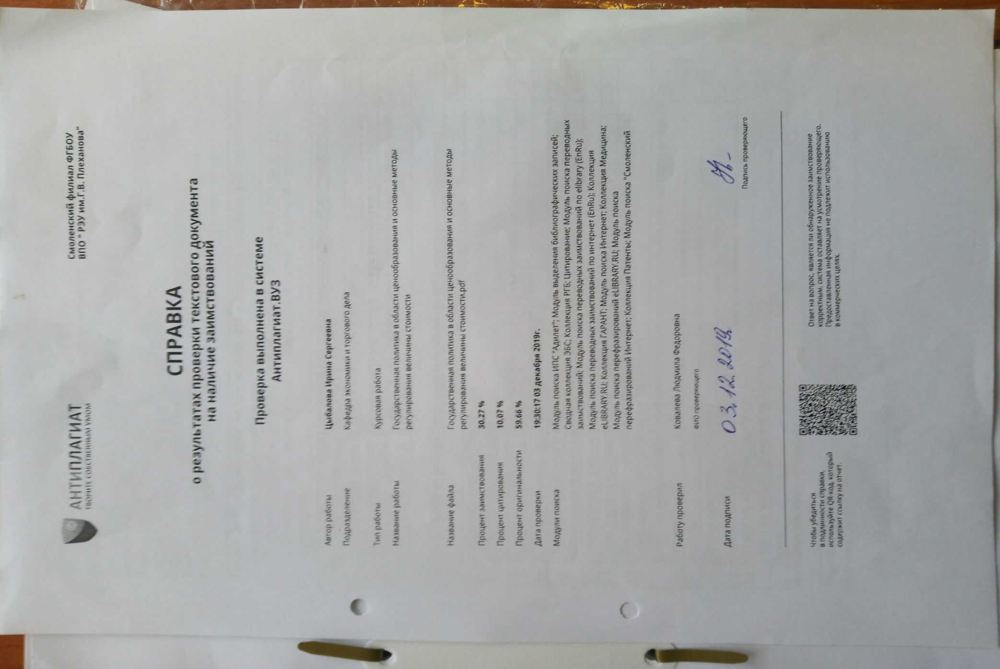 АНТИПЛАГИАТ
ТВОРИТЕ СОБСТВЕННЫМ УМОМ
Смоленский филиал ФГБОУ
ВПО " РЭУ им.Г.В. Плеханова"
СПРАВКА
о результатах проверки текстового документа
на наличие заимствований
Проверка выполнена в системе
Антиплагиат.ВУЗ
Автор работы Цыбалова Ирина Сергеевна
Подразделение Кафедра экономики и торгового дела
Тип работы Курсовая работа
Название работы Государственная политика в области ценообразования и основные методы
регулирования величины стоимости
Название файла Государственная политика в области ценообразования и основные методы
регулирования величины стоимости.pdf
Процент заимствования 30.27 %
Процент цитирования 10.07 %
Процент оригинальности 59.66 %
Дата проверки 19:30:17 03 декабря 2019г.
Модули поиска Модуль поиска ИПС "Адилет"; Модуль выделения библиографических записей;
Сводная коллекция ЭБС; Коллекция РГБ; Цитирование; Модуль поиска переводных
заимствований; Модуль поиска переводных заимствований по elibrary (EnRu);
Модуль поиска переводных заимствований по интернет (EnRu); Коллекция
eLIBRARY.RU; Коллекция ГАРАНТ; Модуль поиска Интернет; Коллекция Медицина;
Модуль поиска перефразирований eLIBRARY.RU; Модуль поиска
перефразирований Интернет; Коллекция Патенты; Модуль поиска "Смоленский
Работу проверил Ковалева Людмила Федоровна
ФИО проверяющего
Дата подписи 03.12.2019г.
Подпись проверяющего
Чтобы убедиться
в подлинности справки,
используйте QR-код, который
содержит ссылку на отчет.
Ответ на вопрос, является ли обнаруженное заимствование
корректным, система оставляет на усмотрение проверяющего.
Предоставленная информация не подлежит использованию
в коммерческих целях.